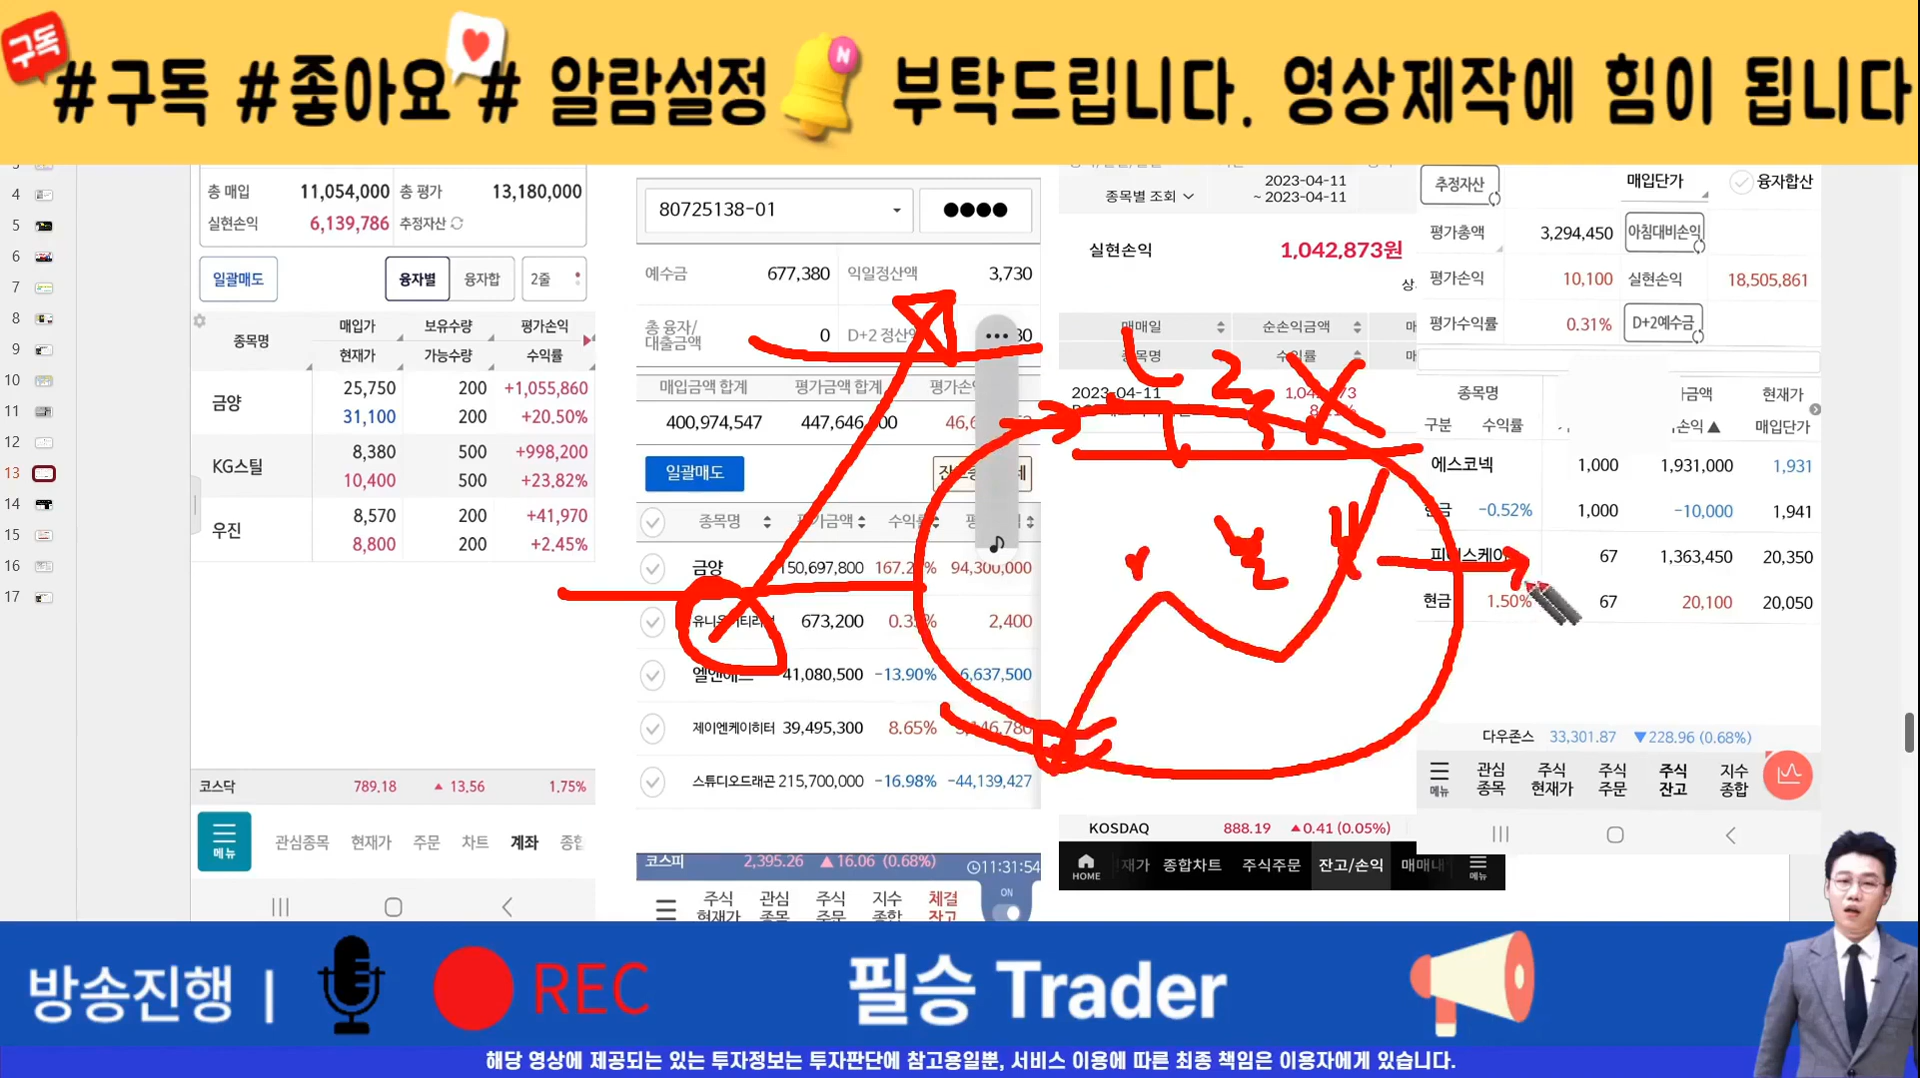 구독
N
#구독 #좋아요 # 알람설정 부탁드립니다. 영상제작에 힘이 됩니다
4
5
6
7
8
9
10
11
12
13
14
15
16
17
총 매입 11,054,000 총 평가 13,180,000
실현손익 6,139,786 추정자산
일괄매도 융자별 융자합 2줄
종목명 매입가 보유수량 평가손익
현재가 가능수량 수익률
금양 25,750 200 +1,055,860
31,100 200 +20.50%
KG스틸 8,380 500 +998,200
10,400 500 +23.82%
우진 8,570 200 +41,970
8,800 200 +2.45%
코스닥 789.18 ▲ 13.56 1.75%
메뉴 관심종목 현재가 주문 차트 계좌
80725138-01 ●●●●
예수금 677,380 익일정산액 3,730
총 융자/
대출금액 0 D+2
매입금액 합계 평가금액 합계
400,974,547
일괄매도
종목명 수익률
금양 150,697,800 94,300,000
673,200 2,400
41,080,500 -13.90%
제이엔케이히터 39,495,300 8.65%
스튜디오드래곤 215,700,000 -16.98% -44,139,427
코스피 2,395.26 ▲ 16.06 (0.68%) 11:31:54
ON
주식 관심 주식 지수 체결
현재가 종목 주문 종합 잔고
종목별 조회 2023-04-11
~ 2023-04-11
실현손익 1,042,873원
매매일 순손익금액
2023-04-11
KOSDAQ 888.19 ▲0.41 (0.05%)
HOME 종합차트 주식주문 잔고/손익 매매내 메뉴
추정자산 매입단가 융자합산
평가총액 3,294,450 아침대비손익
평가손익 10,100 실현손익 18,505,861
평가수익률 0.31% D+2예수금
종목명 현재가
구분 수익률 손익▲ 매입단가
에스코넥 1,000 1,931,000 1,931
현금 -0.52% 1,000 -10,000 1,941
67 1,363,450 20,350
현금 1.50% 67 20,100 20,050
다우존스 33,301.87 ▼228.96 (0.68%)
메뉴 관심 주식 주식 주식 지수
종목 현재가 주문 잔고 종합
방송진행 | REC 필승 Trader
해당 영상에 제공되는 있는 투자정보는 투자판단에 참고용일뿐, 서비스 이용에 따른 최종 책임은 이용자에게 있습니다.